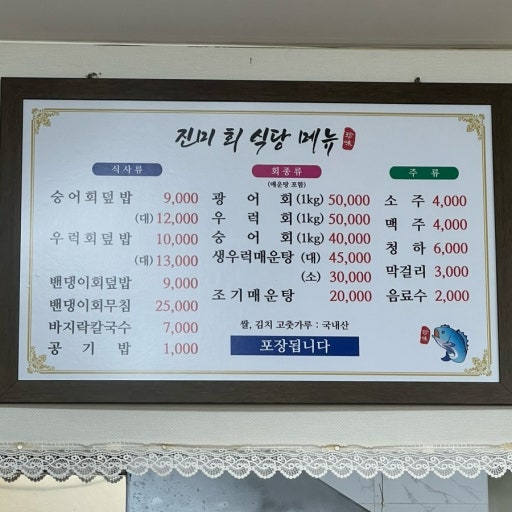 진미 회 식당 메뉴
珍味
식사류
숭어회덮밥 9,000
(대) 12,000
우럭회덮밥 10,000
(대) 13,000
밴댕이회덮밥 9,000
밴댕이회무침 25,000
바지락칼국수 7,000
공기밥 1,000
회종류
(매운탕 포함)
광어회(1kg) 50,000
우럭회(1kg) 50,000
숭어회(1kg) 40,000
생우럭매운탕 (대) 45,000
(소) 30,000
조기매운탕 20,000
쌀, 김치 고춧가루 : 국내산
포장됩니다
주류
소주 4,000
맥주 4,000
청하 6,000
막걸리 3,000
음료수 2,000
珍味